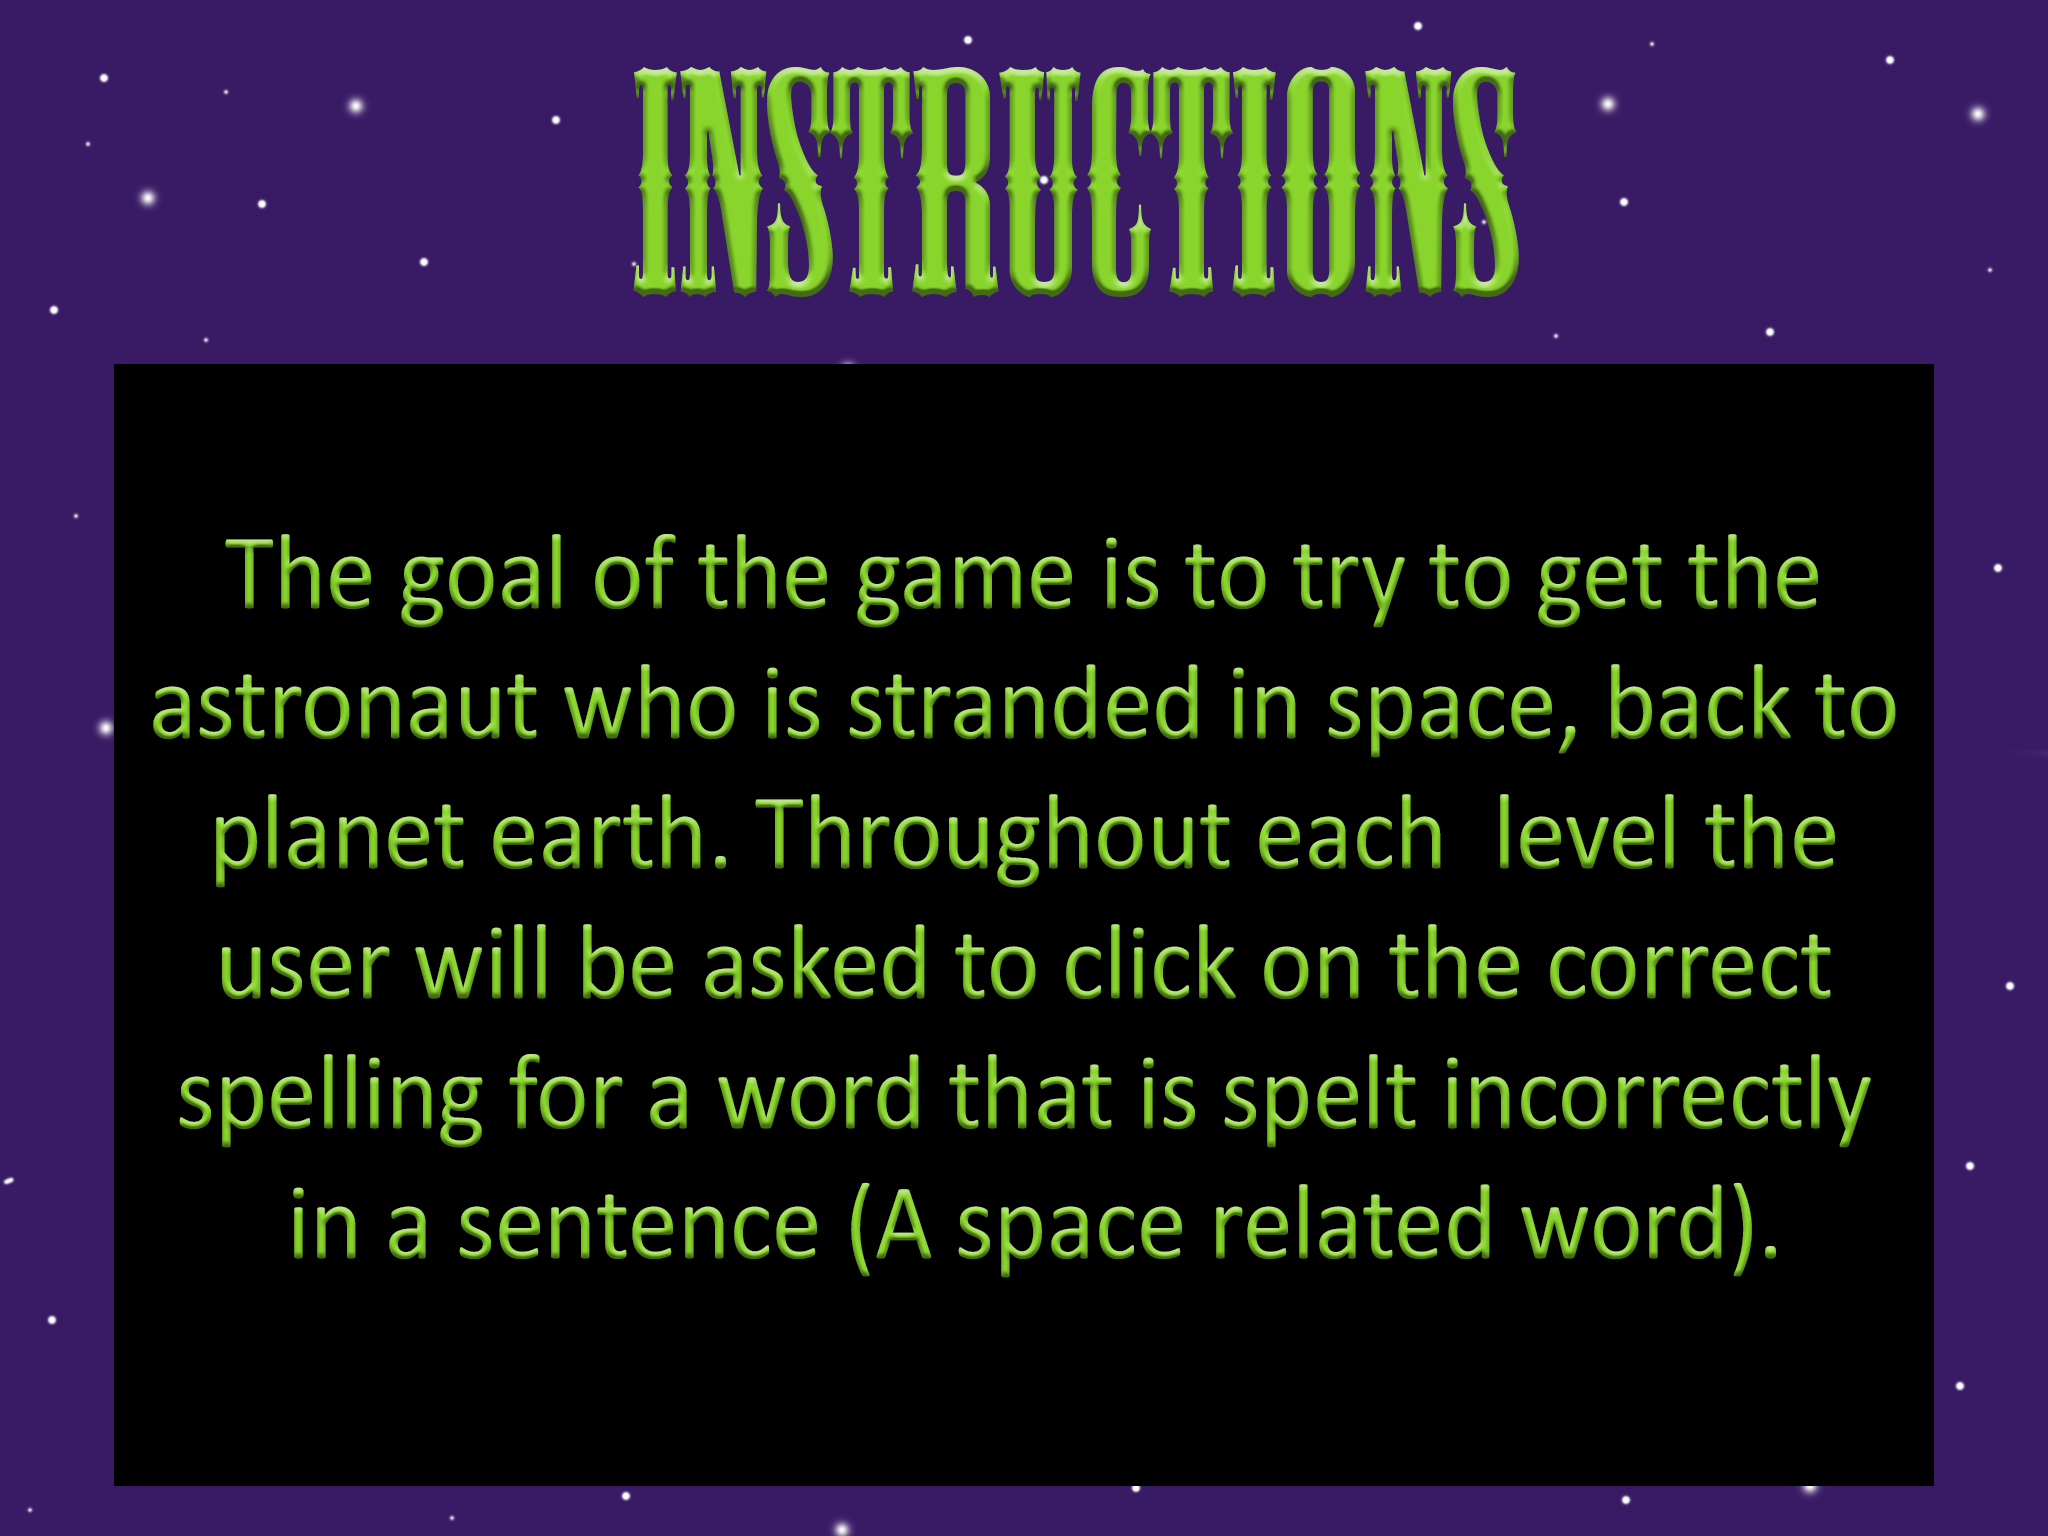 INSTRUCTIONS
The goal of the game is to try to get the
astronaut who is stranded in space, back to
planet earth. Throughout each  level the
user will be asked to click on the correct
spelling for a word that is spelt incorrectly
in a sentence (A space related word).